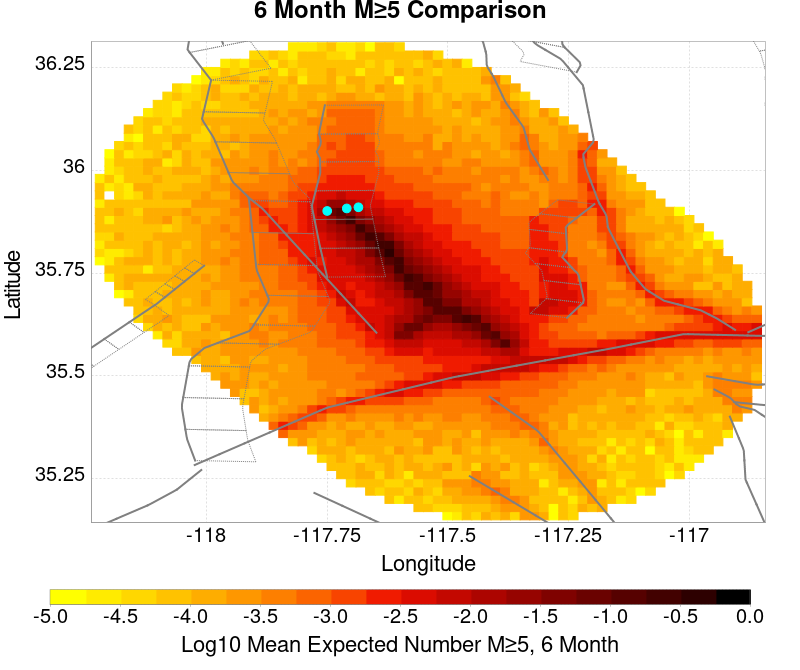 6 Month M≥5 Comparison
36.25
36
35.75
35.5
35.25
Latitude
-118 -117.75 -117.5 -117.25 -117
Longitude
-5.0 -4.5 -4.0 -3.5 -3.0 -2.5 -2.0 -1.5 -1.0 -0.5 0.0
Log10 Mean Expected Number M≥5, 6 Month